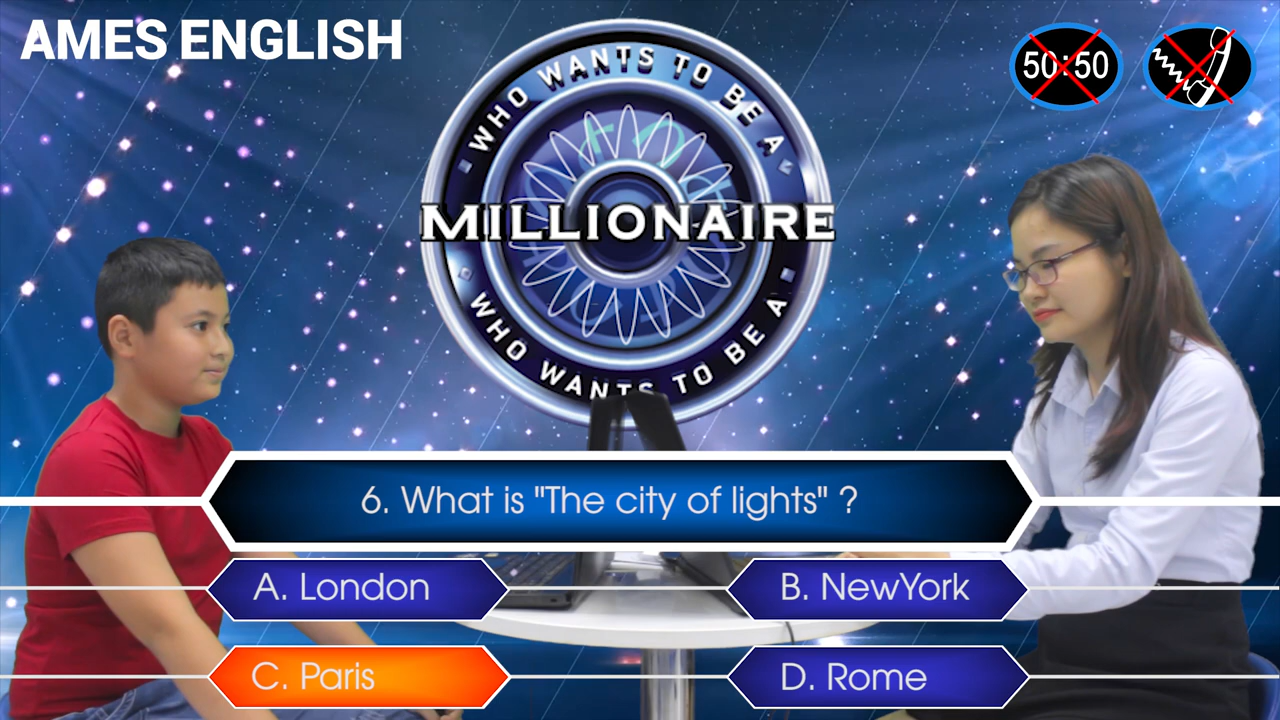 AMES ENGLISH
50:50
WHO WANTS TO BE A
MILLIONAIRE
WHO WANTS TO BE A
6. What is "The city of lights" ?
A. London
B. NewYork
C. Paris
D. Rome